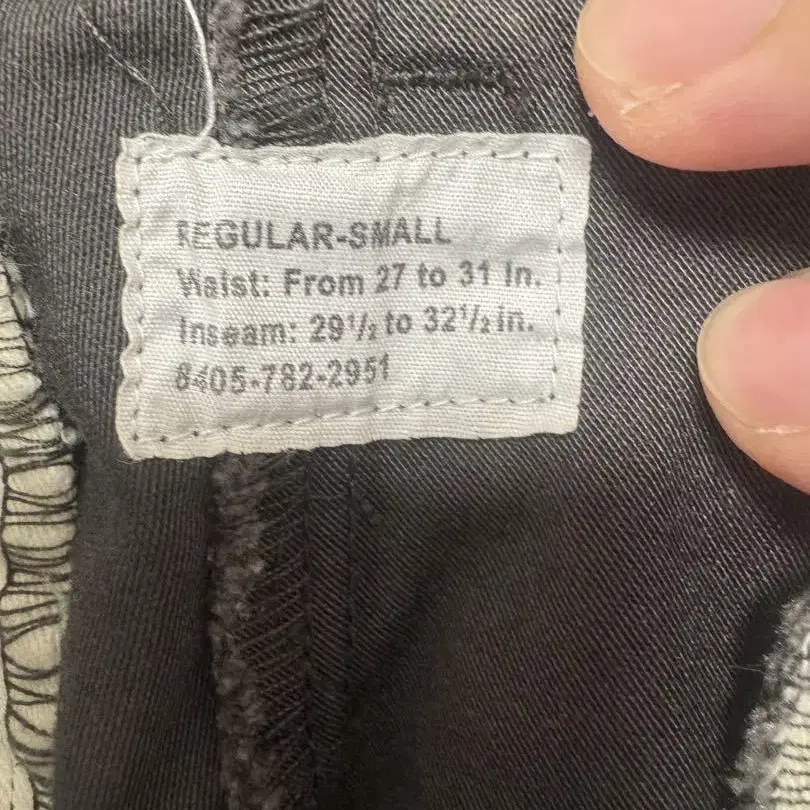 REGULAR-SMALL
Waist: From 27 to 31 in.
Inseam: 29½ to 32½ in.
8405-782-2951